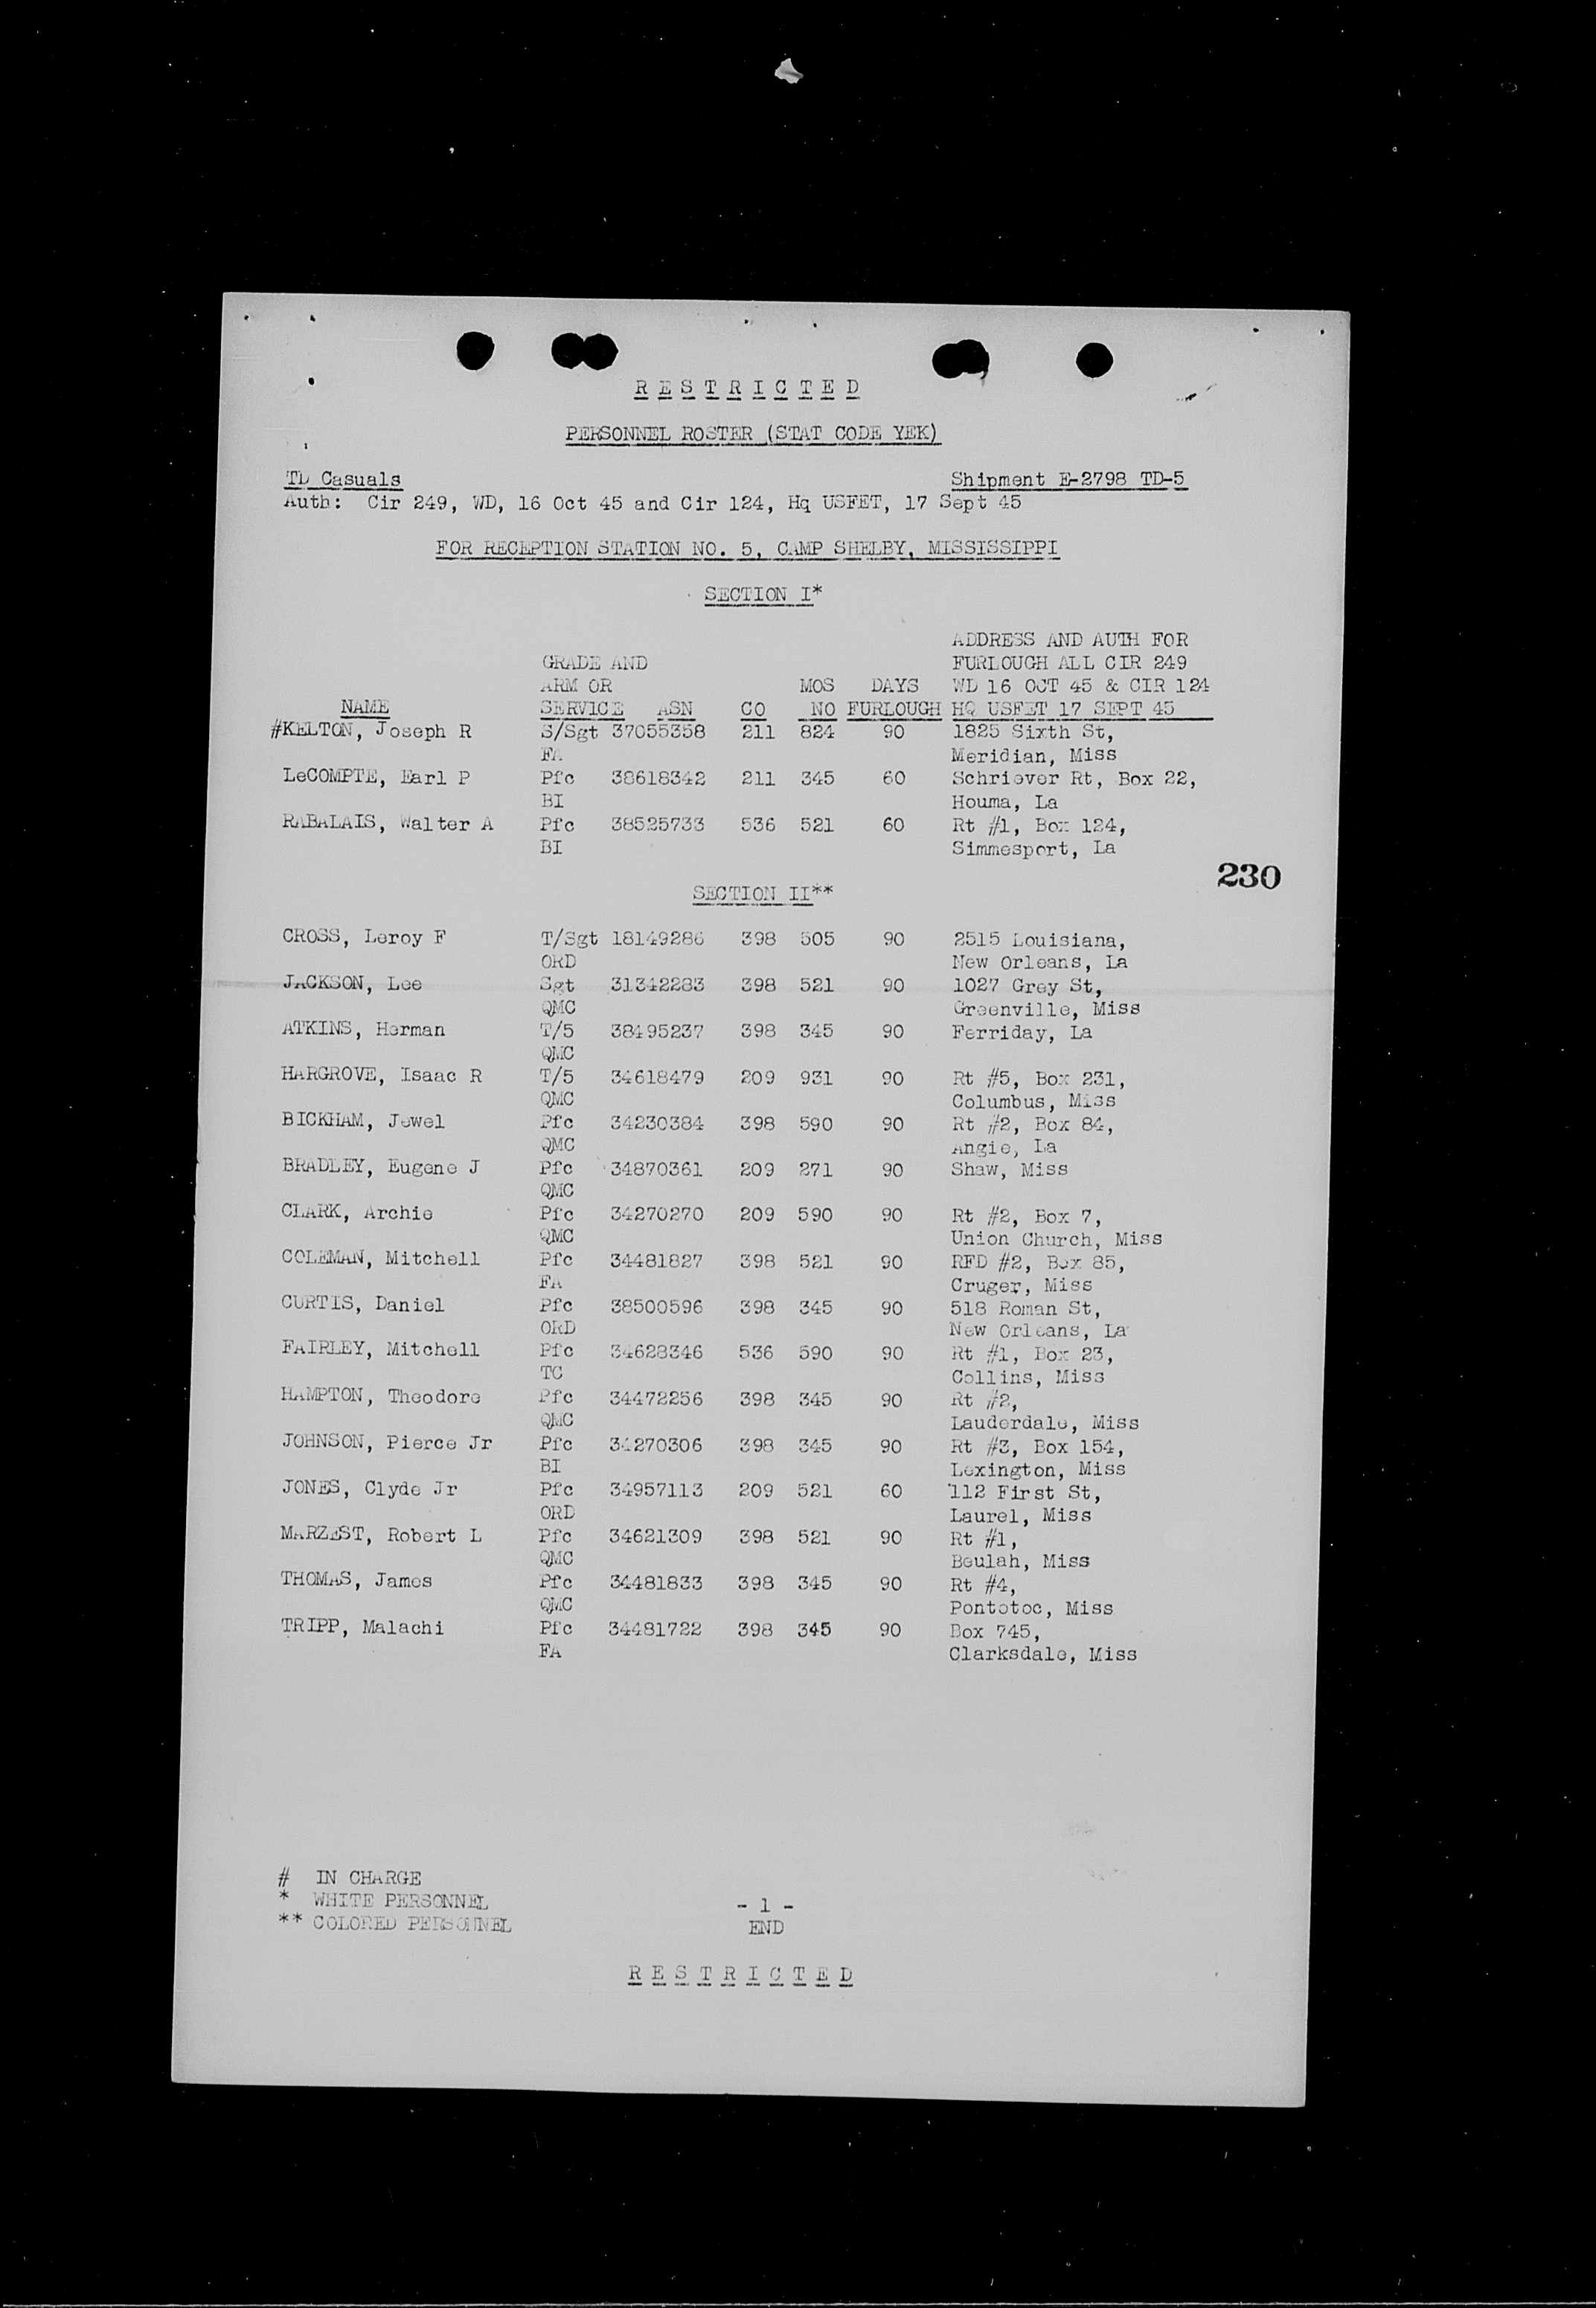 RESTRICTED
PERSONNEL ROSTER (STAT CODE YEK)
TD Casuals Shipment E-2798 TD-5
Auth: Cir 249, WD, 16 Oct 45 and Cir 124, Hq USFET, 17 Sept 45
FOR RECEPTION STATION NO. 5, CAMP SHELBY, MISSISSIPPI
SECTION I*
ADDRESS AND AUTH FOR
GRADE AND FURLOUGH ALL CIR 249
ARM OR MOS DAYS WD 16 OCT 45 & CIR 124
NAME SERVICE ASN CO NO FURLOUGH HQ USFET 17 SEPT 45
#KELTON, Joseph R S/Sgt 37055358 211 824 90 1825 Sixth St,
FA Meridian, Miss
LeCOMPTE, Earl P Pfc 38618342 211 345 60 Schriever Rt, Box 22,
BI Houma, La
RABALAIS, Walter A Pfc 38525733 536 521 60 Rt #1, Box 124,
BI Simmesport, La
230
SECTION II**
CROSS, Leroy F T/Sgt 18149286 398 505 90 2515 Louisiana,
ORD New Orleans, La
JACKSON, Lee Sgt 31342283 398 521 90 1027 Grey St,
QMC Greenville, Miss
ATKINS, Herman T/5 38495237 398 345 90 Ferriday, La
QMC
HARGROVE, Isaac R T/5 34618479 209 931 90 Rt #5, Box 231,
QMC Columbus, Miss
BICKHAM, Jewel Pfc 34230384 398 590 90 Rt #2, Box 84,
QMC Angie, La
BRADLEY, Eugene J Pfc 34870361 209 271 90 Shaw, Miss
QMC
CLARK, Archie Pfc 34270270 209 590 90 Rt #2, Box 7,
QMC Union Church, Miss
COLEMAN, Mitchell Pfc 34481827 398 521 90 RFD #2, Box 85,
FA Cruger, Miss
CURTIS, Daniel Pfc 38500596 398 345 90 518 Roman St,
ORD New Orleans, La
FAIRLEY, Mitchell Pfc 34628346 536 590 90 Rt #1, Box 23,
TC Collins, Miss
HAMPTON, Theodore Pfc 34472256 398 345 90 Rt #2,
QMC Lauderdale, Miss
JOHNSON, Pierce Jr Pfc 34270306 398 345 90 Rt #3, Box 154,
BI Lexington, Miss
JONES, Clyde Jr Pfc 34957113 209 521 60 112 First St,
ORD Laurel, Miss
MARZEST, Robert L Pfc 34621309 398 521 90 Rt #1,
QMC Beulah, Miss
THOMAS, James Pfc 34481833 398 345 90 Rt #4,
QMC Pontotoc, Miss
TRIPP, Malachi Pfc 34481722 398 345 90 Box 745,
FA Clarksdale, Miss
# IN CHARGE
* WHITE PERSONNEL
** COLORED PERSONNEL
- 1 -
END
RESTRICTED